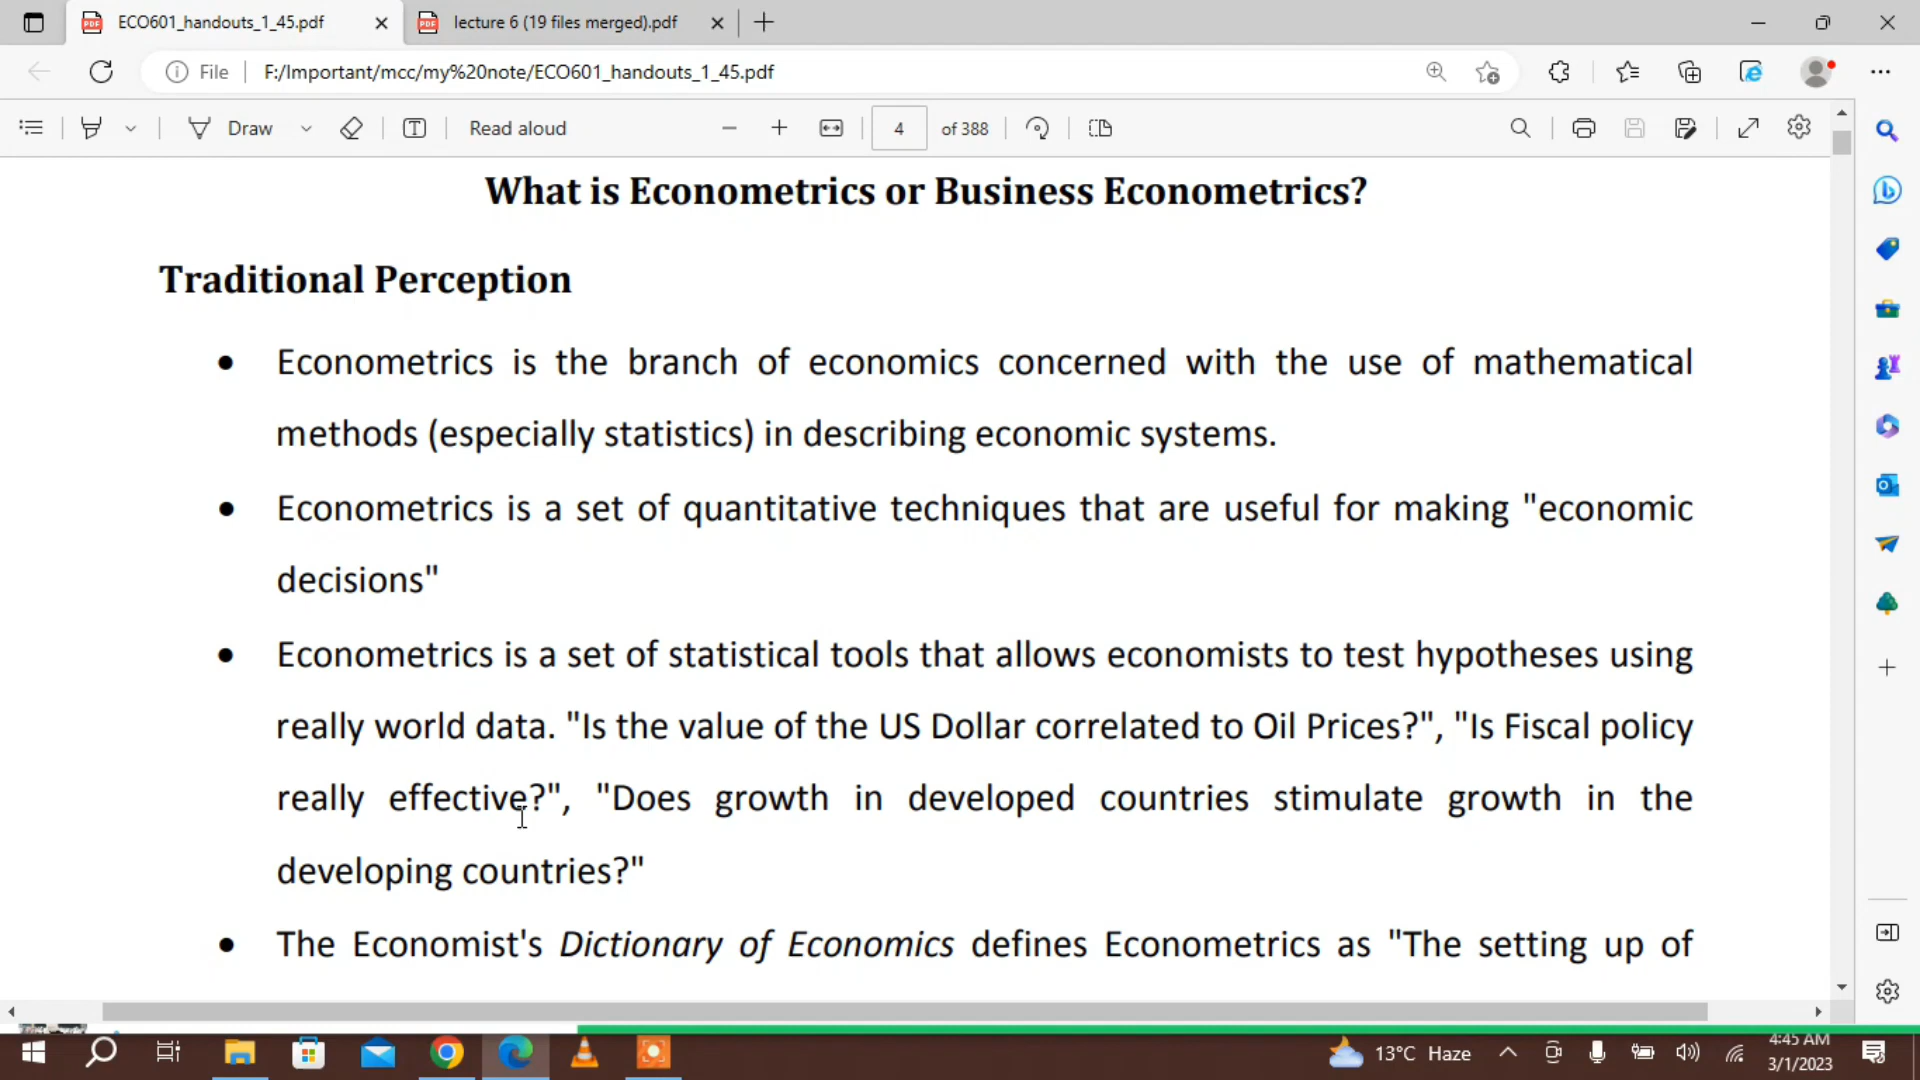 ECO601_handouts_1_45.pdf
lecture 6 (19 files merged).pdf
File
F:/Important/mcc/my%20note/ECO601_handouts_1_45.pdf
Draw
Read aloud
4
of 388
What is Econometrics or Business Econometrics?
Traditional Perception
• Econometrics is the branch of economics concerned with the use of mathematical
methods (especially statistics) in describing economic systems.
• Econometrics is a set of quantitative techniques that are useful for making "economic
decisions"
• Econometrics is a set of statistical tools that allows economists to test hypotheses using
really world data. "Is the value of the US Dollar correlated to Oil Prices?", "Is Fiscal policy
really effective?", "Does growth in developed countries stimulate growth in the
developing countries?"
• The Economist's Dictionary of Economics defines Econometrics as "The setting up of
13°C Haze
4:45 AM
3/1/2023